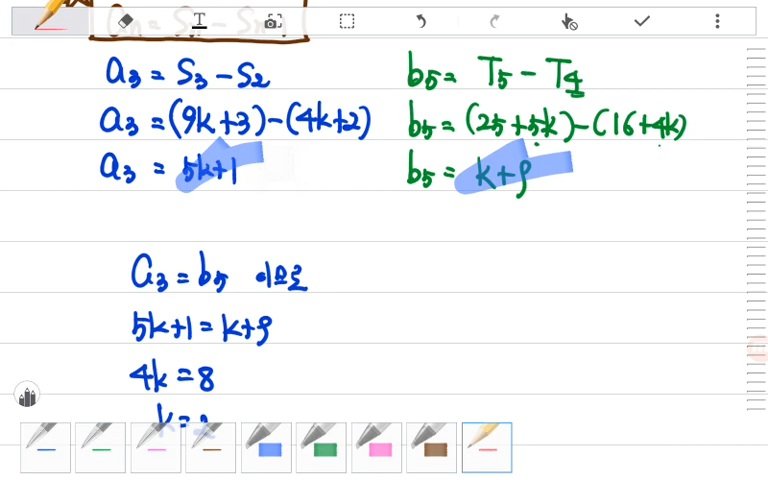 a₃ = S₃ - S₂
a₃ = (9k+3) - (4k+2)
a₃ = 5k+1
b₅ = T₅ - T₄
b₅ = (25+5k) - (16+4k)
b₅ = k+9
a₃ = b₅ 이므로
5k+1 = k+9
4k = 8
k = 2